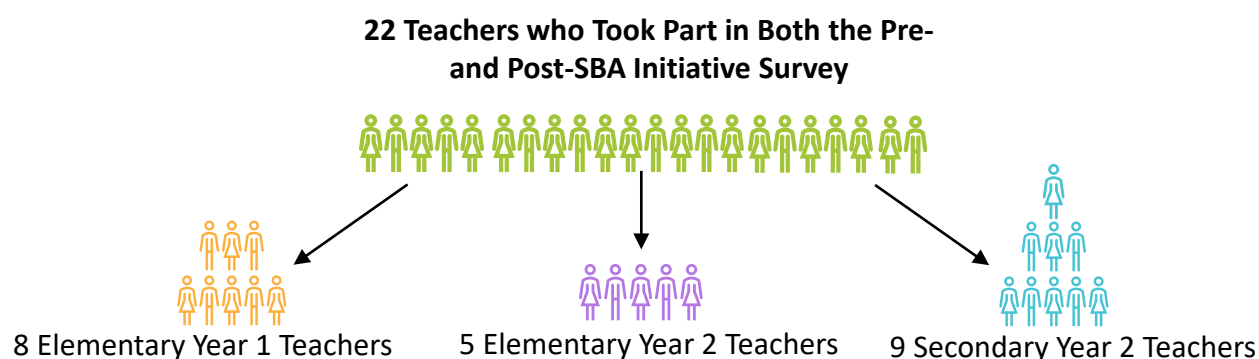 22 Teachers who Took Part in Both the Pre-
and Post-SBA Initiative Survey
8 Elementary Year 1 Teachers
5 Elementary Year 2 Teachers
9 Secondary Year 2 Teachers